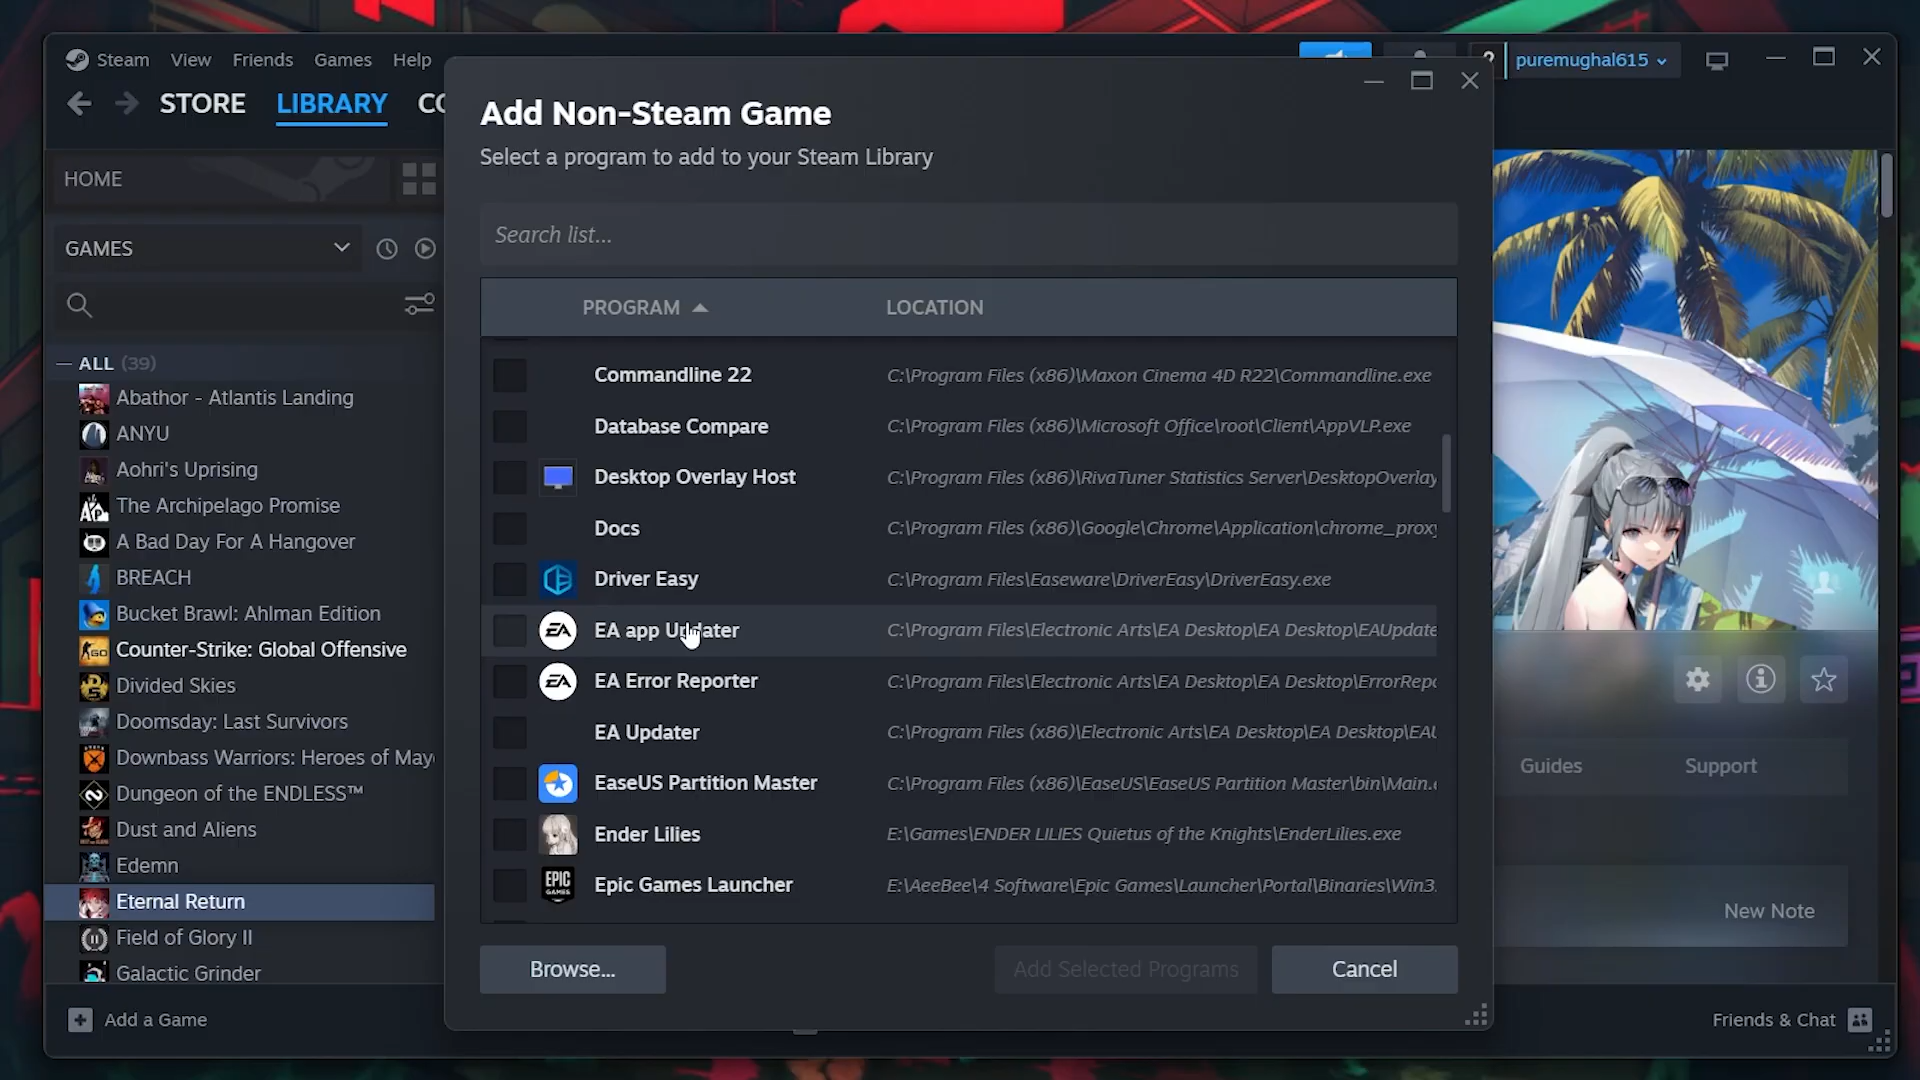 Steam View Friends Games Help
puremughal615
STORE LIBRARY
Add Non-Steam Game
Select a program to add to your Steam Library
HOME
Search list...
GAMES
PROGRAM LOCATION
ALL (39)
Abathor - Atlantis Landing
ANYU
Aohri's Uprising
The Archipelago Promise
A Bad Day For A Hangover
BREACH
Bucket Brawl: Ahlman Edition
Counter-Strike: Global Offensive
Divided Skies
Doomsday: Last Survivors
Downbass Warriors: Heroes of May
Dungeon of the ENDLESS™
Dust and Aliens
Edemn
Eternal Return
Field of Glory II
Galactic Grinder
Commandline 22 C:\Program Files (x86)\Maxon Cinema 4D R22\Commandline.exe
Database Compare C:\Program Files (x86)\Microsoft Office\root\Client\AppVLP.exe
Desktop Overlay Host C:\Program Files (x86)\RivaTuner Statistics Server\DesktopOverlay
Docs C:\Program Files (x86)\Google\Chrome\Application\chrome_proxy
Driver Easy C:\Program Files\Easeware\DriverEasy\DriverEasy.exe
EA app Updater C:\Program Files\Electronic Arts\EA Desktop\EA Desktop\EAUpdate
EA Error Reporter C:\Program Files\Electronic Arts\EA Desktop\EA Desktop\ErrorRepo
EA Updater C:\Program Files (x86)\Electronic Arts\EA Desktop\EA Desktop\EAU
EaseUS Partition Master C:\Program Files (x86)\EaseUS\EaseUS Partition Master\bin\Main.e
Ender Lilies E:\Games\ENDER LILIES Quietus of the Knights\EnderLilies.exe
EPIC GAMES Epic Games Launcher E:\AeeBee\4 Software\Epic Games\Launcher\Portal\Binaries\Win3
Guides Support
New Note
Browse... Add Selected Programs Cancel
Add a Game
Friends & Chat